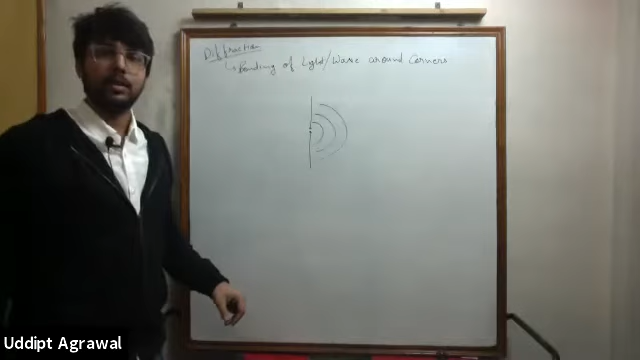 Diffraction
↳ Bending of Light/Wave around Corners
Uddipt Agrawal